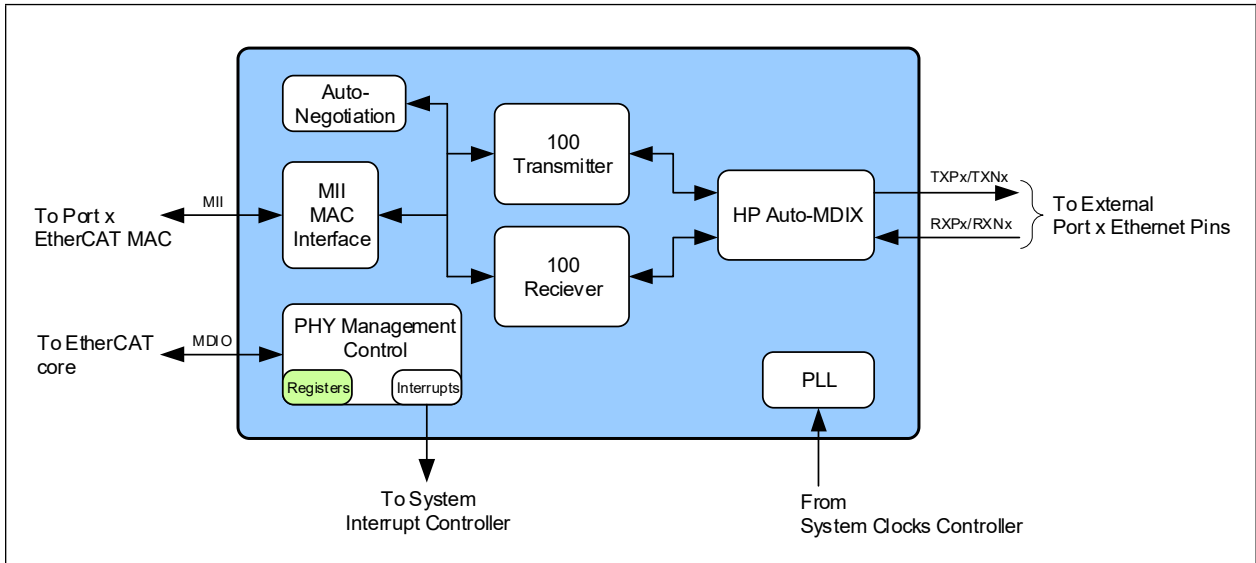 Auto-
Negotiation
100
Transmitter
MII
MAC
Interface
MII
To Port x
EtherCAT MAC
HP Auto-MDIX
TXPx/TXNx
RXPx/RXNx
To External
Port x Ethernet Pins
100
Reciever
PHY Management
Control
MDIO
To EtherCAT
core
Registers
Interrupts
PLL
To System
Interrupt Controller
From
System Clocks Controller